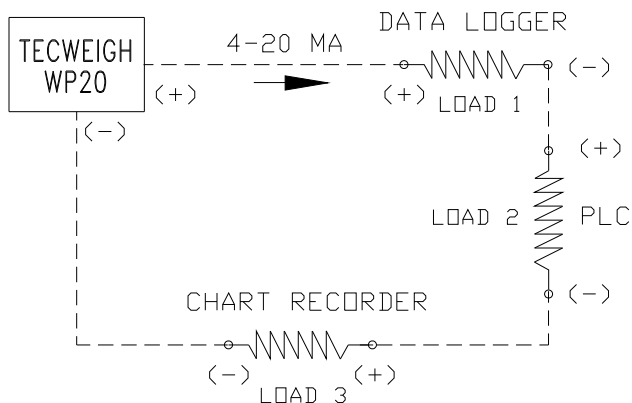 DATA LOGGER
TECWEIGH
WP20
4-20 MA
(+)
(+)
(-)
LOAD 1
(-)
(+)
LOAD 2
PLC
(-)
CHART RECORDER
(-)
(+)
LOAD 3